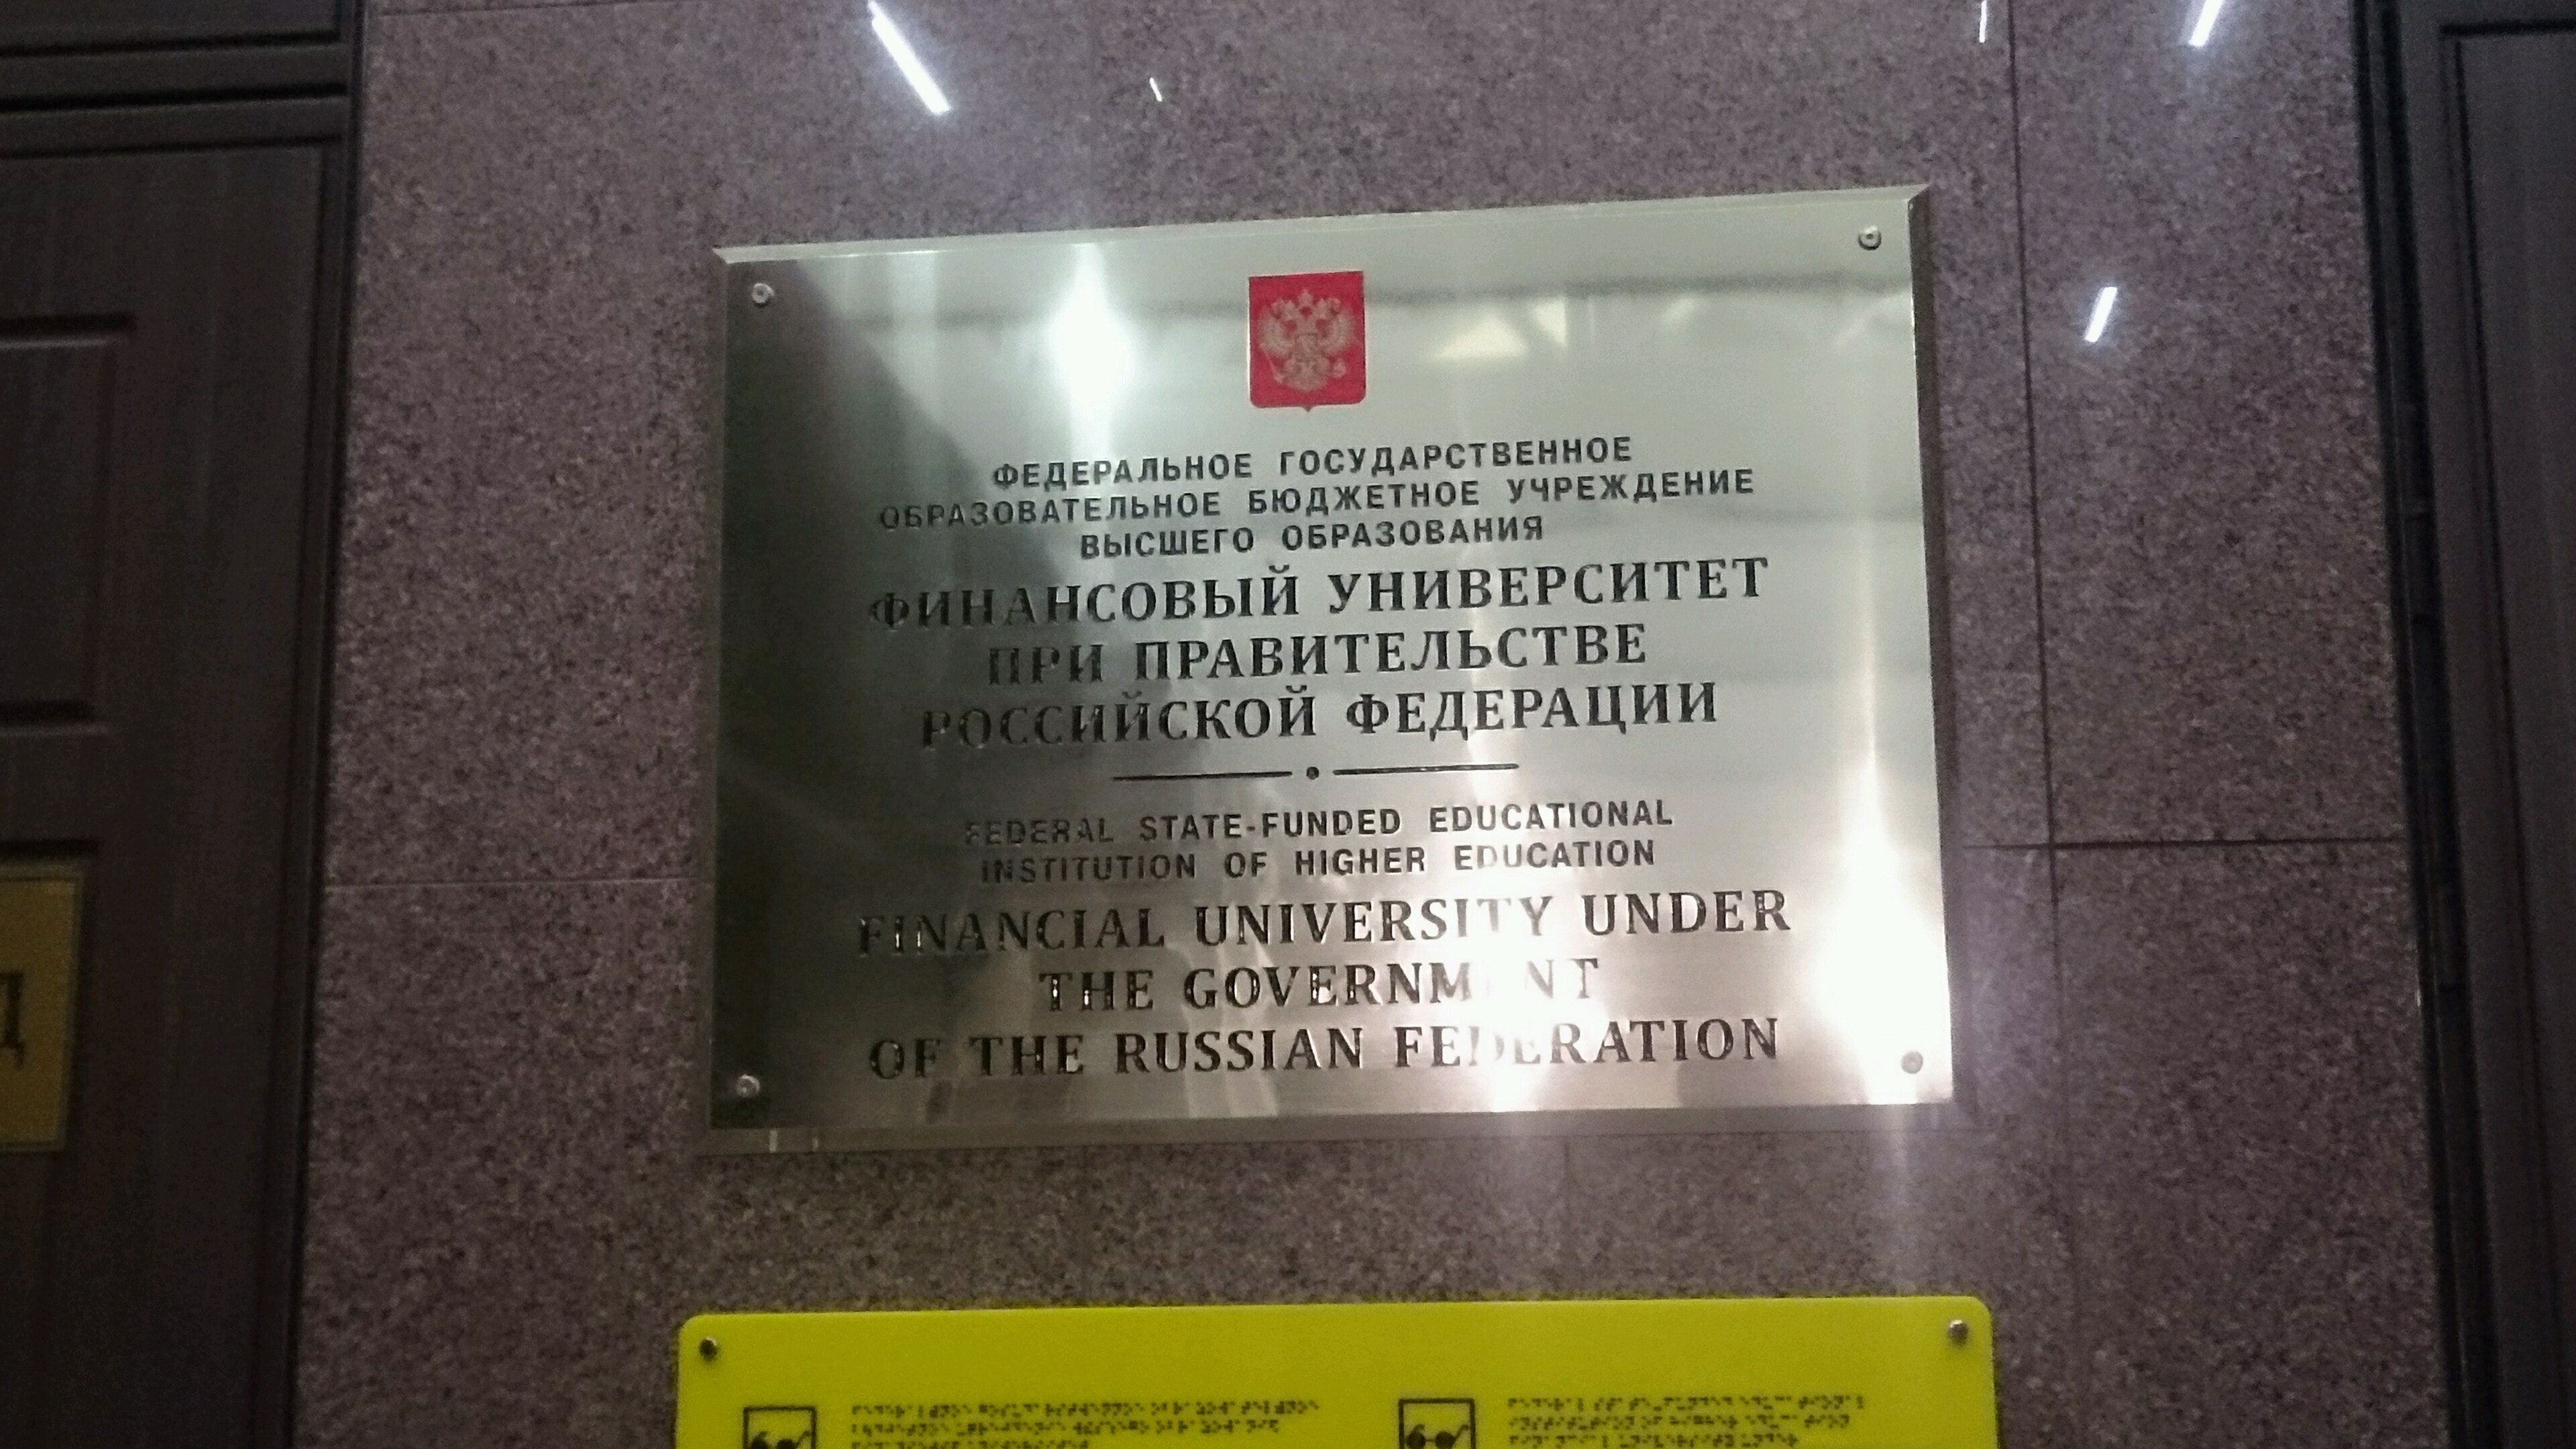 ФЕДЕРАЛЬНОЕ ГОСУДАРСТВЕННОЕ
ОБРАЗОВАТЕЛЬНОЕ БЮДЖЕТНОЕ УЧРЕЖДЕНИЕ
ВЫСШЕГО ОБРАЗОВАНИЯ
ФИНАНСОВЫЙ УНИВЕРСИТЕТ
ПРИ ПРАВИТЕЛЬСТВЕ
РОССИЙСКОЙ ФЕДЕРАЦИИ
FEDERAL STATE-FUNDED EDUCATIONAL
INSTITUTION OF HIGHER EDUCATION
FINANCIAL UNIVERSITY UNDER
THE GOVERNMENT
OF THE RUSSIAN FEDERATION